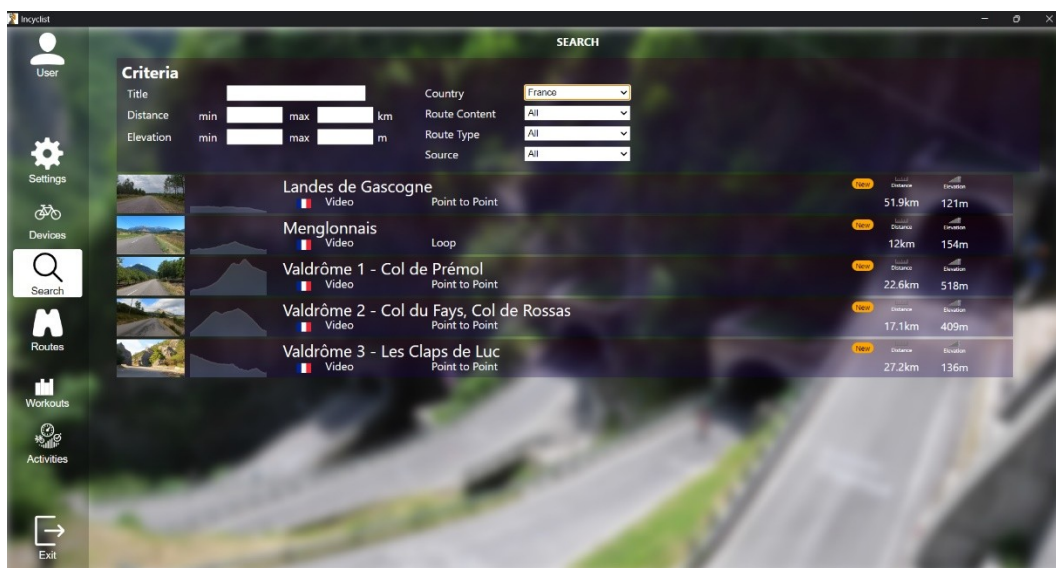 Incyclist
SEARCH
User
Settings
Devices
Search
Routes
Workouts
Activities
Exit
Criteria
Title
Distance min max km
Elevation min max m
Country France
Route Content All
Route Type All
Source All
Landes de Gascogne
Video Point to Point
New Distance Elevation
51.9km 121m
Menglonnais
Video Loop
New Distance Elevation
12km 154m
Valdrôme 1 - Col de Prémol
Video Point to Point
New Distance Elevation
22.6km 518m
Valdrôme 2 - Col du Fays, Col de Rossas
Video Point to Point
New Distance Elevation
17.1km 409m
Valdrôme 3 - Les Claps de Luc
Video Point to Point
New Distance Elevation
27.2km 136m